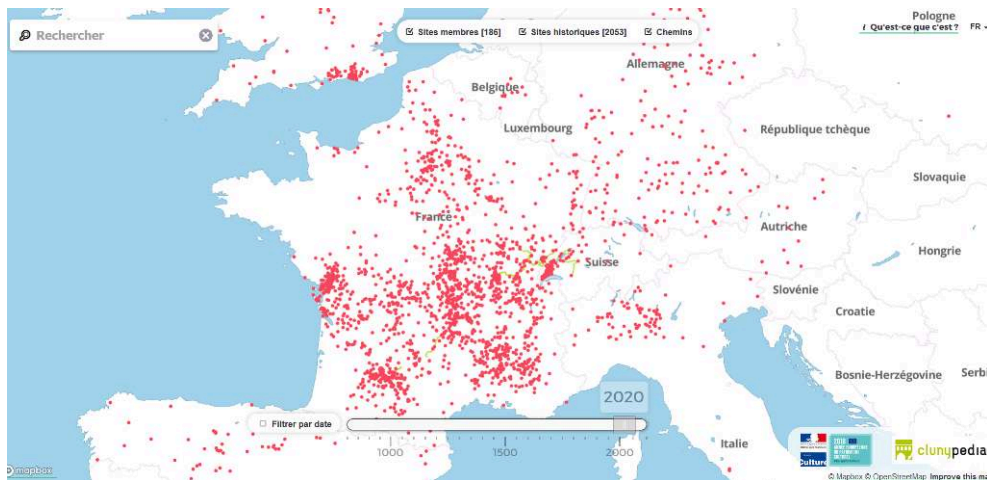 Pologne
Rechercher
Sites membres [186]
Sites historiques [2053]
Chemins
i Qu'est-ce que c'est ?
FR
Allemagne
Belgique
Luxembourg
République tchèque
Slovaquie
France
Autriche
Suisse
Hongrie
Slovénie
Croatie
Bosnie-Herzégovine
Serbi
2020
Filtrer par date
1000
1500
2000
Italie
2018
Culture
clunypedia
mapbox
© Mapbox © OpenStreetMap Improve this ma